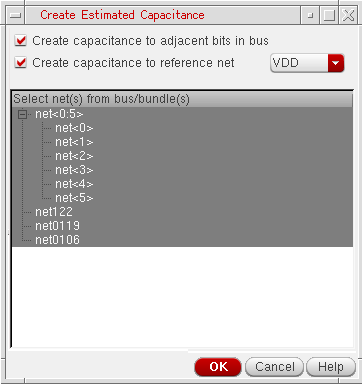 Create Estimated Capacitance
Create capacitance to adjacent bits in bus
Create capacitance to reference net VDD
Select net(s) from bus/bundle(s)
net<0:5>
net<0>
net<1>
net<2>
net<3>
net<4>
net<5>
net122
net0119
net0106
OK Cancel Help